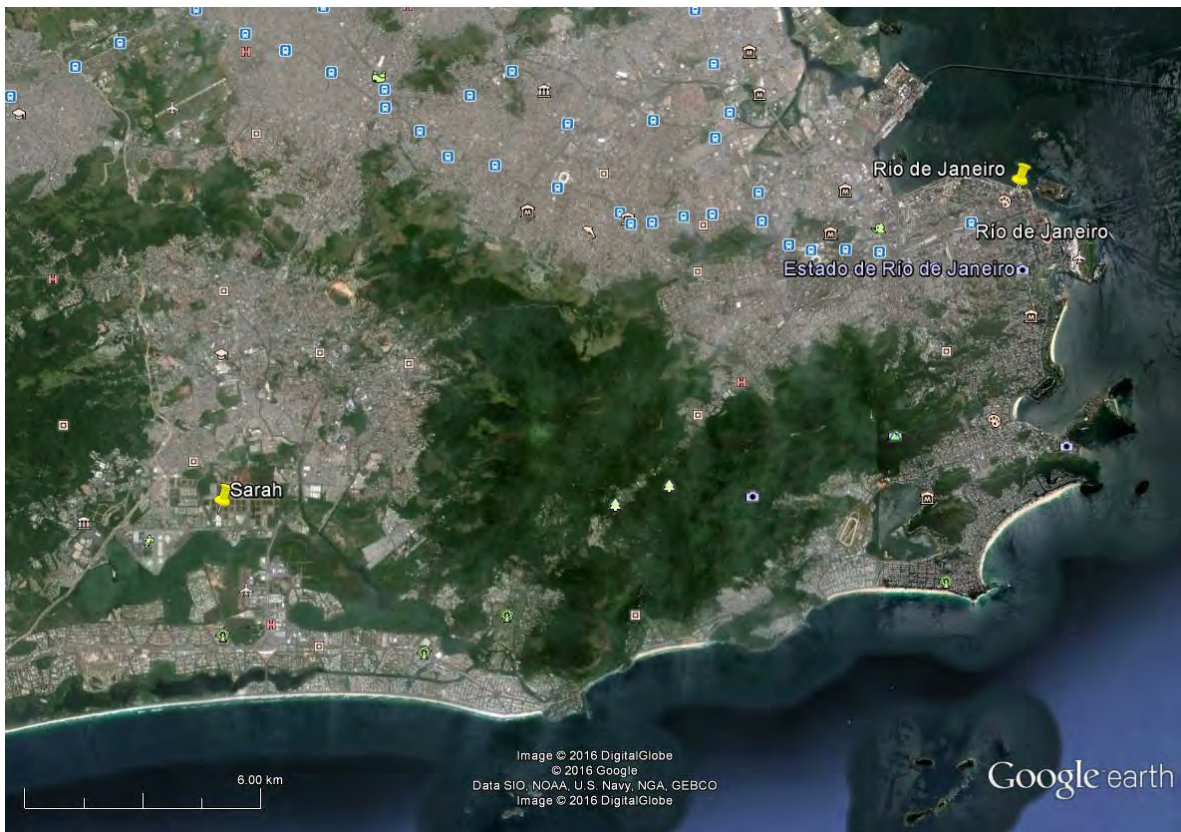 Rio de Janeiro
Río de Janeiro
Estado de Río de Janeiro
Sarah
6.00 km
Image © 2016 DigitalGlobe
© 2016 Google
Data SIO, NOAA, U.S. Navy, NGA, GEBCO
Image © 2016 DigitalGlobe
Google earth